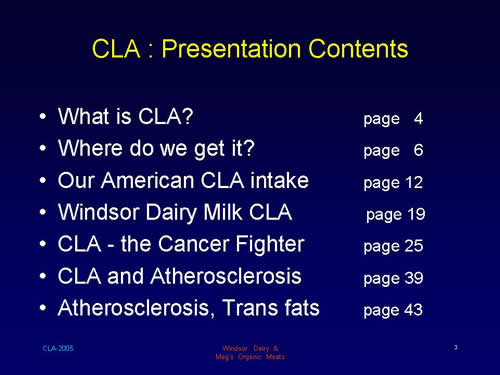 CLA : Presentation Contents
• What is CLA? page 4
• Where do we get it? page 6
• Our American CLA intake page 12
• Windsor Dairy Milk CLA page 19
• CLA - the Cancer Fighter page 25
• CLA and Atherosclerosis page 39
• Atherosclerosis, Trans fats page 43
CLA-2005
Windsor Dairy &
Meg's Organic Meats
3